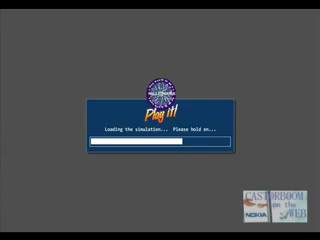 Play it!
Loading the simulation... Please hold on...
CASTORBOOM
on the
WEB
NOKIA